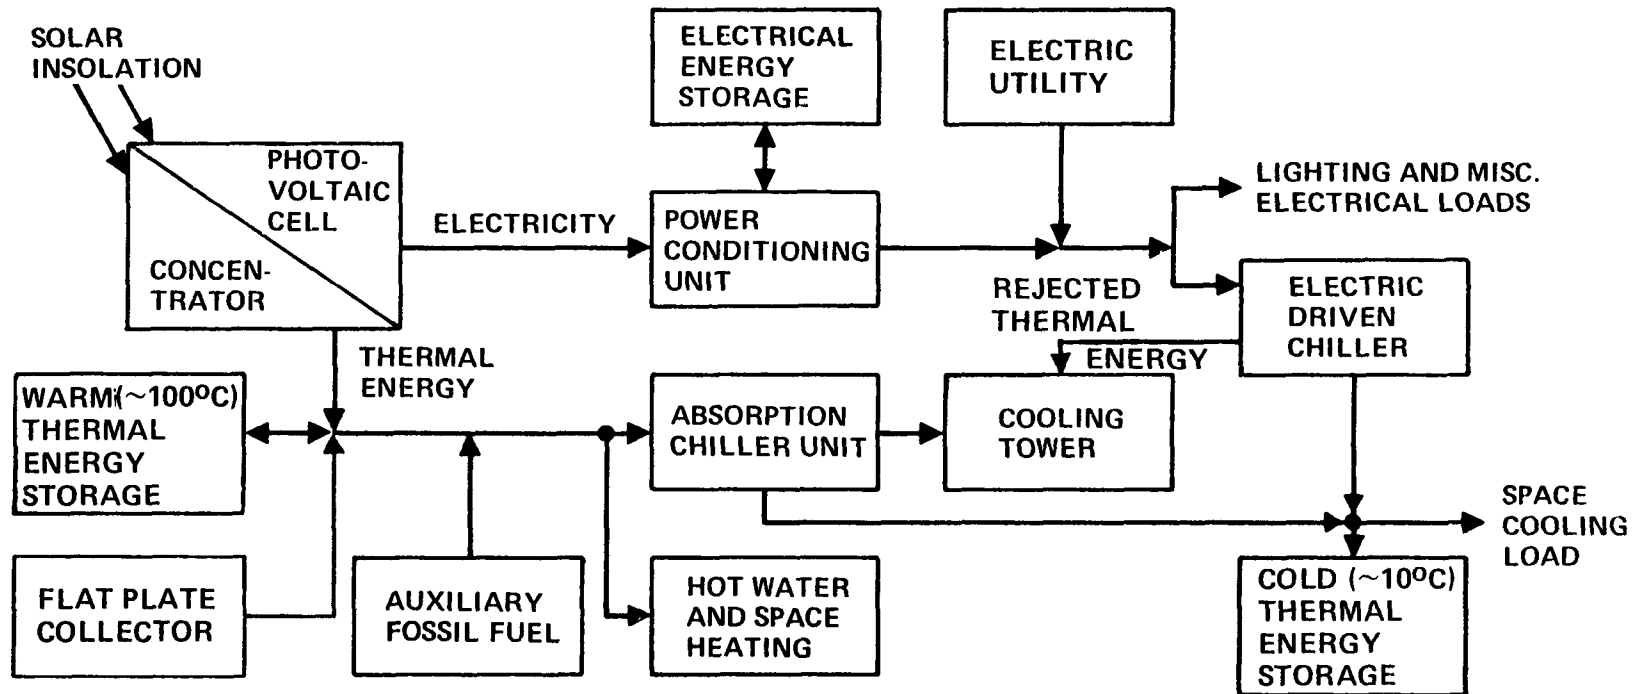 SOLAR
INSOLATION
PHOTO-
VOLTAIC
CELL
CONCEN-
TRATOR
ELECTRICITY
ELECTRICAL
ENERGY
STORAGE
POWER
CONDITIONING
UNIT
ELECTRIC
UTILITY
LIGHTING AND MISC.
ELECTRICAL LOADS
ELECTRIC
DRIVEN
CHILLER
REJECTED
THERMAL
ENERGY
THERMAL
ENERGY
WARM (~100ºC)
THERMAL
ENERGY
STORAGE
ABSORPTION
CHILLER UNIT
COOLING
TOWER
SPACE
COOLING
LOAD
FLAT PLATE
COLLECTOR
AUXILIARY
FOSSIL FUEL
HOT WATER
AND SPACE
HEATING
COLD (~10ºC)
THERMAL
ENERGY
STORAGE